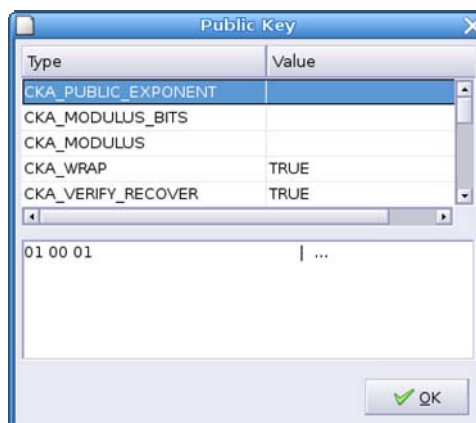 Public Key
Type Value
CKA_PUBLIC_EXPONENT
CKA_MODULUS_BITS
CKA_MODULUS
CKA_WRAP TRUE
CKA_VERIFY_RECOVER TRUE
01 00 01 | ...
OK